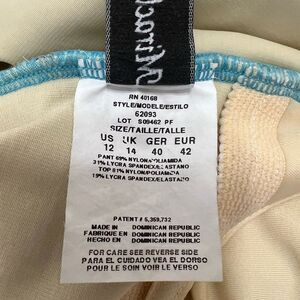 RN 40168
STYLE/MODELE/ESTILO
62093
LOT S09462 PF
SIZE/TAILLE/TALLE
US UK GER EUR
12 14 40 42
PANT 69% NYLON/POLIAMIDA
31% LYCRA SPANDEX/ELASTANO
TOP 81% NYLON/POLIAMIDA
19% LYCRA SPANDEX/ELASTANO
PATENT # 5,359,732
MADE IN DOMINICAN REPUBLIC
FABRIQUE EN DOMINICAN REPUBLIC
HECHO EN DOMINICAN REPUBLIC
FOR CARE SEE REVERSE SIDE
PARA EL CUIDADO VEA EL DORSO
POUR LE SOIN VOIR LE DOS